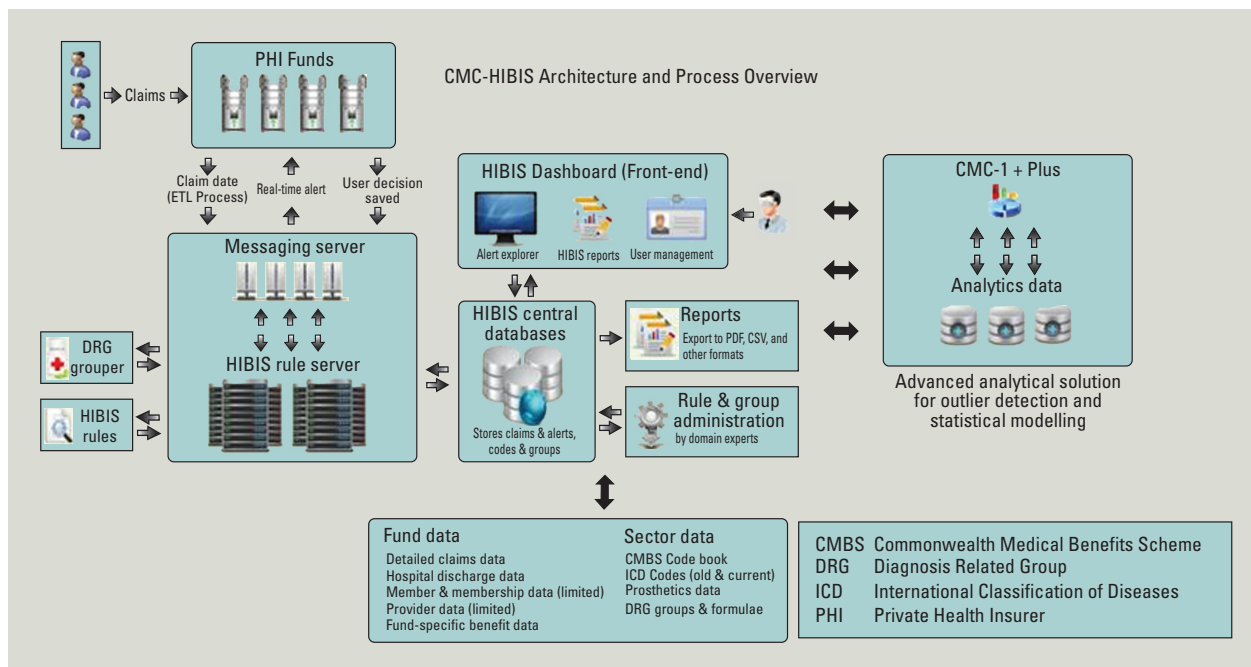 CMC-HIBIS Architecture and Process Overview
Claims
PHI Funds
Claim date
(ETL Process)
Real-time alert
User decision
saved
Messaging server
HIBIS rule server
DRG
grouper
HIBIS
rules
HIBIS Dashboard (Front-end)
Alert explorer
HIBIS reports
User management
HIBIS central
databases
Stores claims & alerts,
codes & groups
Reports
Export to PDF, CSV, and
other formats
Rule & group
administration
by domain experts
CMC-1 + Plus
Analytics data
Advanced analytical solution
for outlier detection and
statistical modelling
Fund data
Detailed claims data
Hospital discharge data
Member & membership data (limited)
Provider data (limited)
Fund-specific benefit data
Sector data
CMBS Code book
ICD Codes (old & current)
Prosthetics data
DRG groups & formulae
CMBS Commonwealth Medical Benefits Scheme
DRG Diagnosis Related Group
ICD International Classification of Diseases
PHI Private Health Insurer